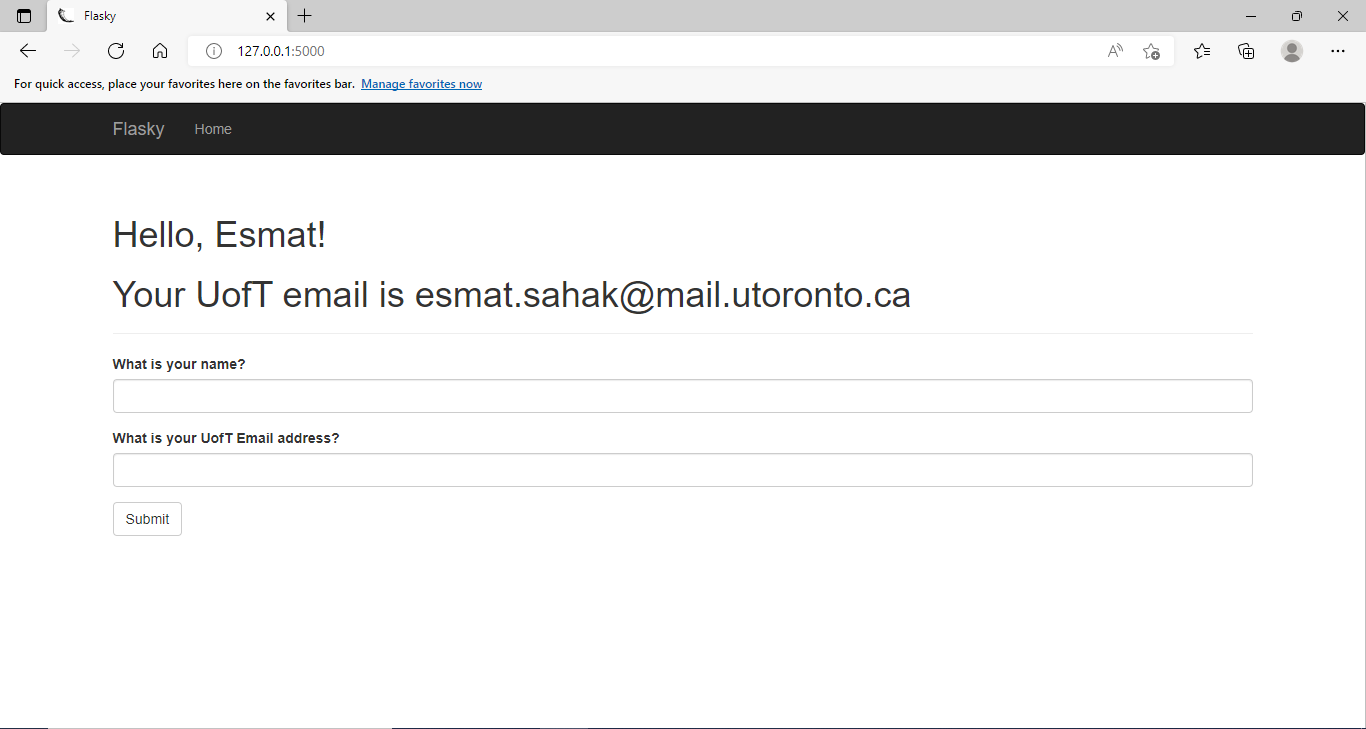 Flasky
127.0.0.1:5000
For quick access, place your favorites here on the favorites bar. Manage favorites now
Flasky Home
Hello, Esmat!
Your UofT email is esmat.sahak@mail.utoronto.ca
What is your name?
What is your UofT Email address?
Submit